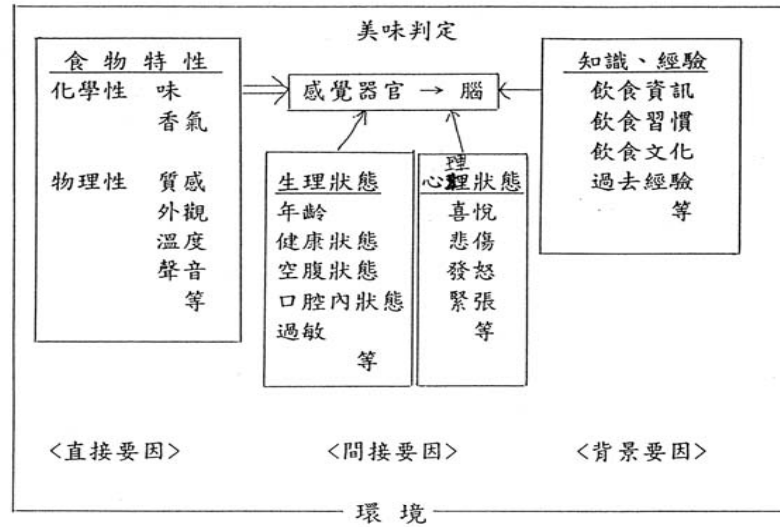 美味判定
食物特性
化學性 味
香氣
物理性 質感
外觀
溫度
聲音
等
感覺器官 → 腦
生理狀態
年齡
健康狀態
空腹狀態
口腔內狀態
過敏
等
心理狀態
喜悅
悲傷
發怒
緊張
等
知識、經驗
飲食資訊
飲食習慣
飲食文化
過去經驗
等
<直接要因>
<間接要因>
<背景要因>
環境